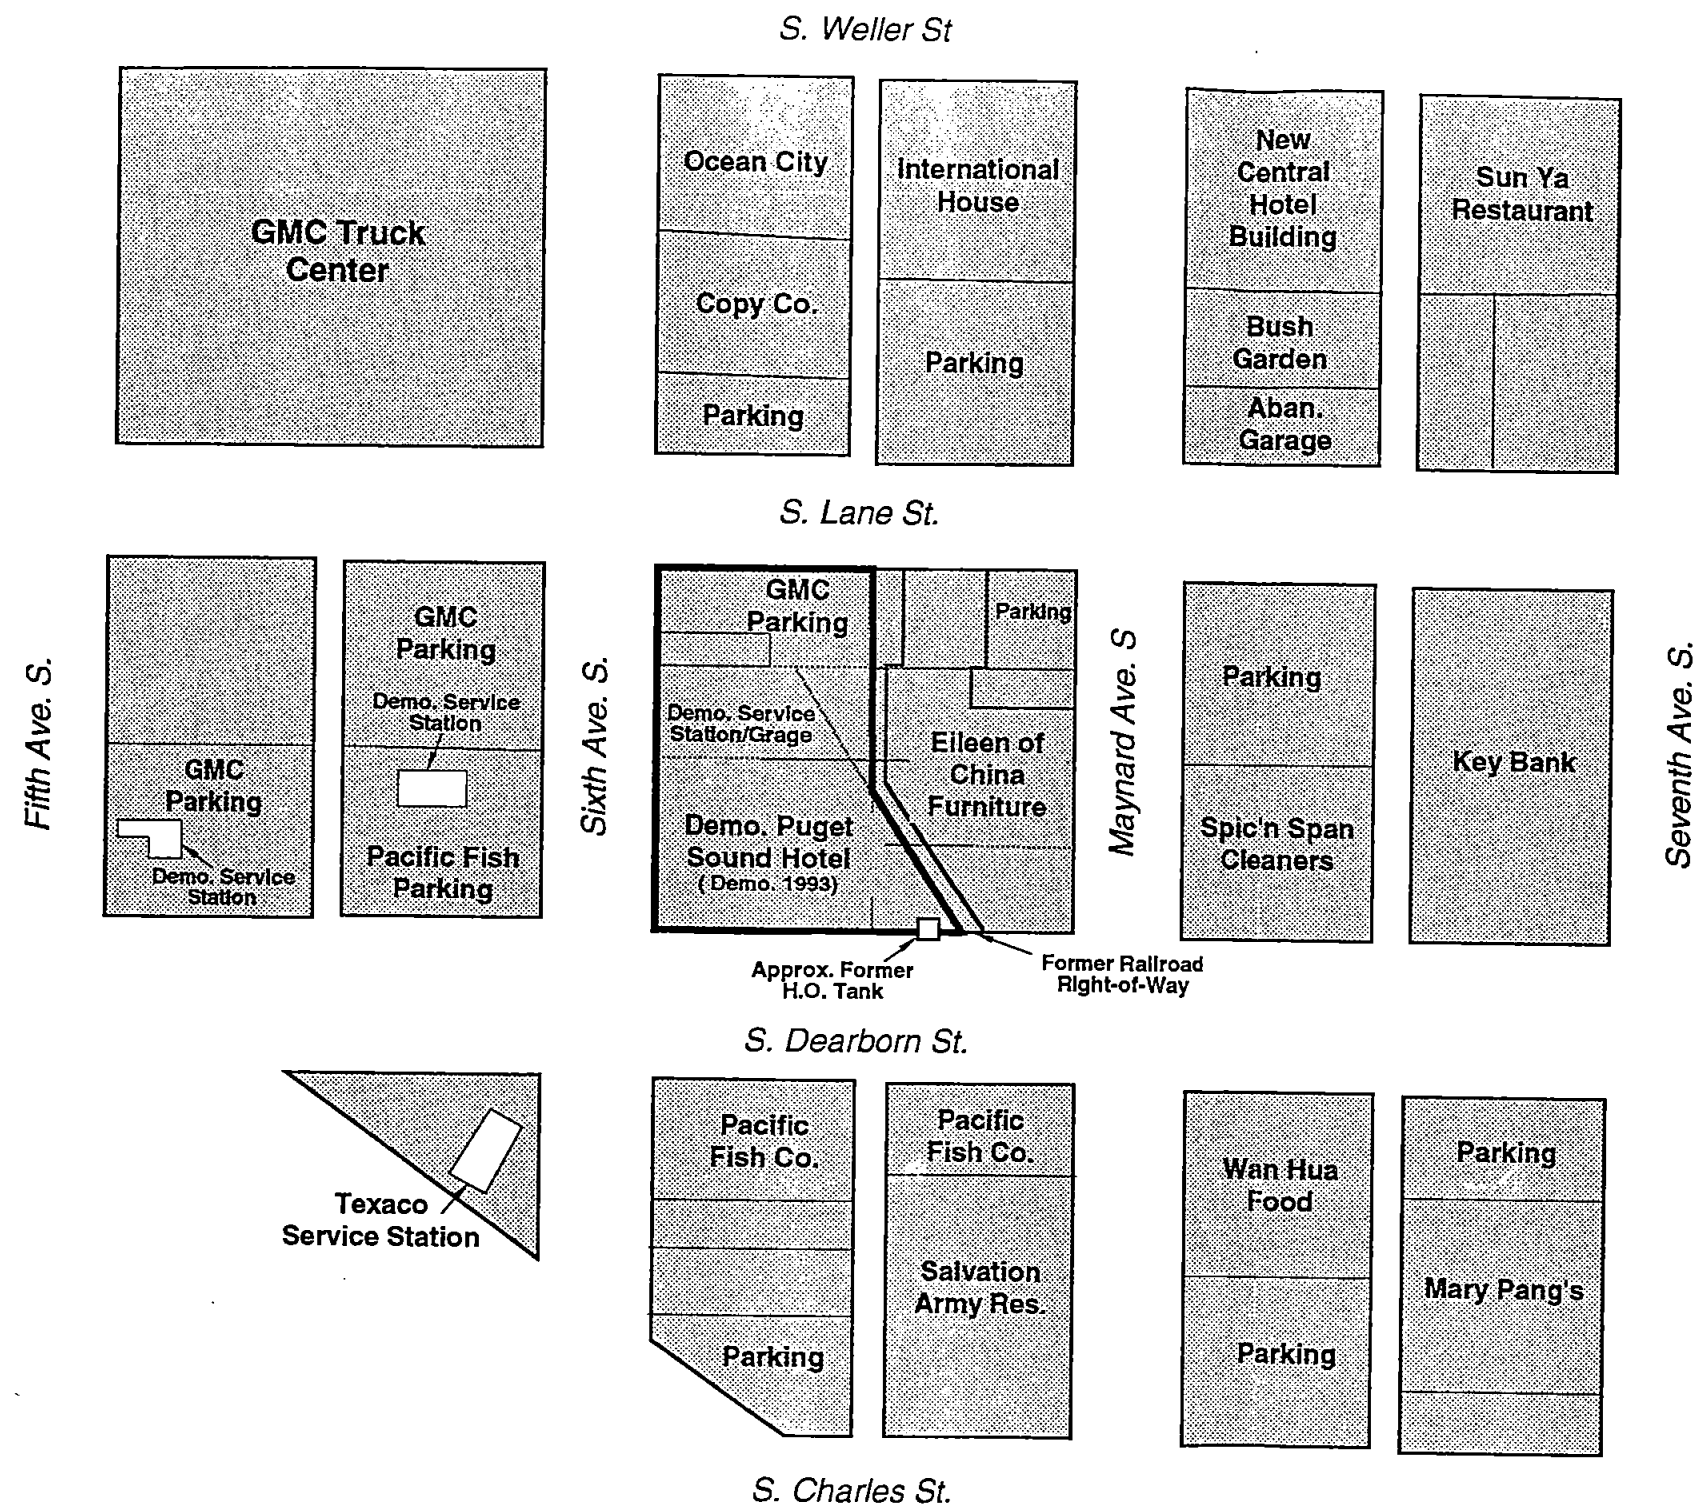 S. Weller St
GMC Truck
Center
Ocean City
Copy Co.
Parking
International
House
Parking
New
Central
Hotel
Building
Bush
Garden
Aban.
Garage
Sun Ya
Restaurant
S. Lane St.
Fifth Ave. S.
GMC
Parking
Demo. Service
Station
GMC
Parking
Demo. Service
Station
Pacific Fish
Parking
Sixth Ave. S.
GMC
Parking
Demo. Service
Station/Grage
Demo. Puget
Sound Hotel
( Demo. 1993)
Parking
Eileen of
China
Furniture
Approx. Former
H.O. Tank
Former Railroad
Right-of-Way
Maynard Ave. S
Parking
Spic'n Span
Cleaners
Key Bank
Seventh Ave. S.
S. Dearborn St.
Texaco
Service Station
Pacific
Fish Co.
Parking
Pacific
Fish Co.
Salvation
Army Res.
Wan Hua
Food
Parking
Parking
Mary Pang's
S. Charles St.